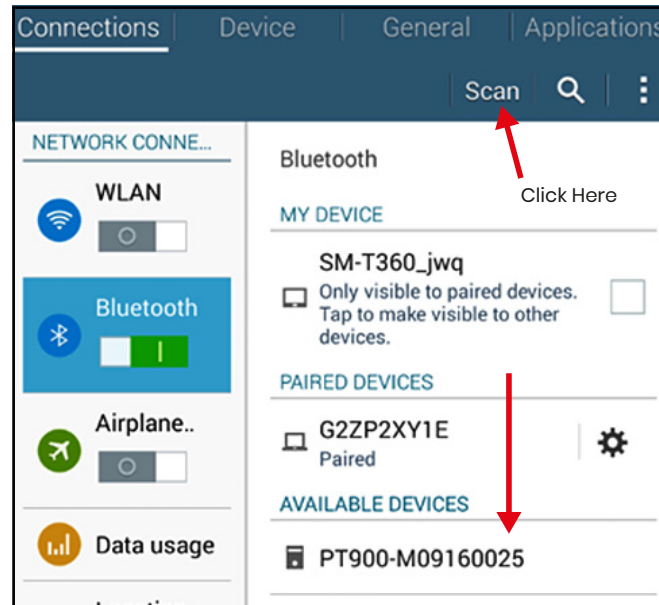 Connections Device General Applications
Scan
Click Here
NETWORK CONNE...
WLAN
Bluetooth
Airplane..
Data usage
Bluetooth
MY DEVICE
SM-T360_jwq
Only visible to paired devices.
Tap to make visible to other
devices.
PAIRED DEVICES
G2ZP2XY1E
Paired
AVAILABLE DEVICES
PT900-M09160025